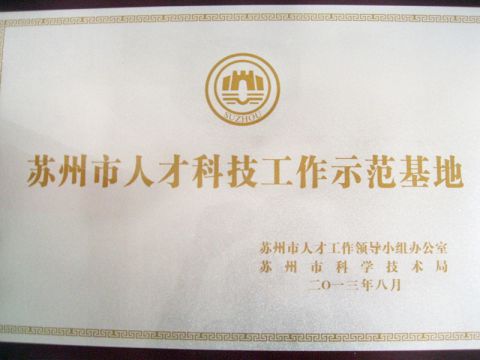 SUZHOU
苏州市人才科技工作示范基地
苏州市人才工作领导小组办公室
苏州市科学技术局
二〇一三年八月